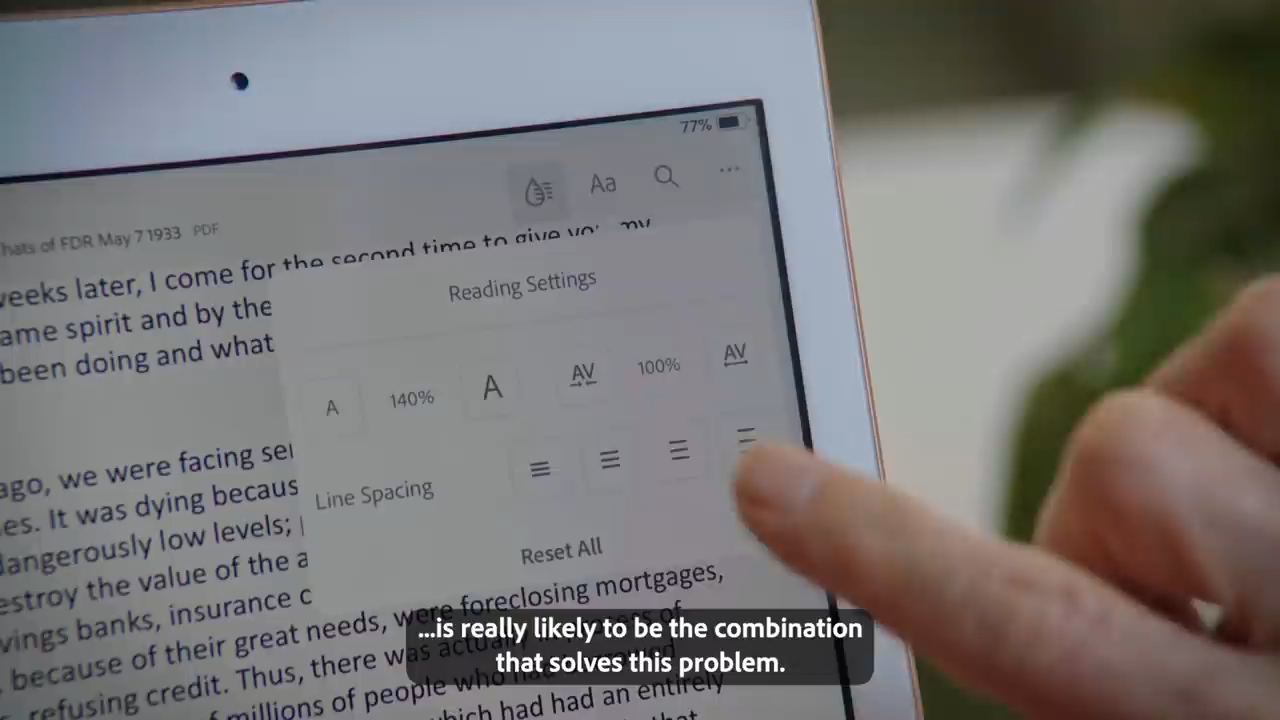 77%
Aa
hats of FDR May 7 1933 PDF
weeks later, I come for the second time to give my
ame spirit and by the
been doing and what
Reading Settings
A 140% A AV 100% AV
Line Spacing
Reset All
ago, we were facing
es. It was dying
dangerously low levels;
estroy the value of the a
vings banks, insurance c
because of their great needs, were foreclosing mortgages,
refusing credit. Thus, there was
millions of people who had
which had had an entirely
that
...is really likely to be the combination
that solves this problem.